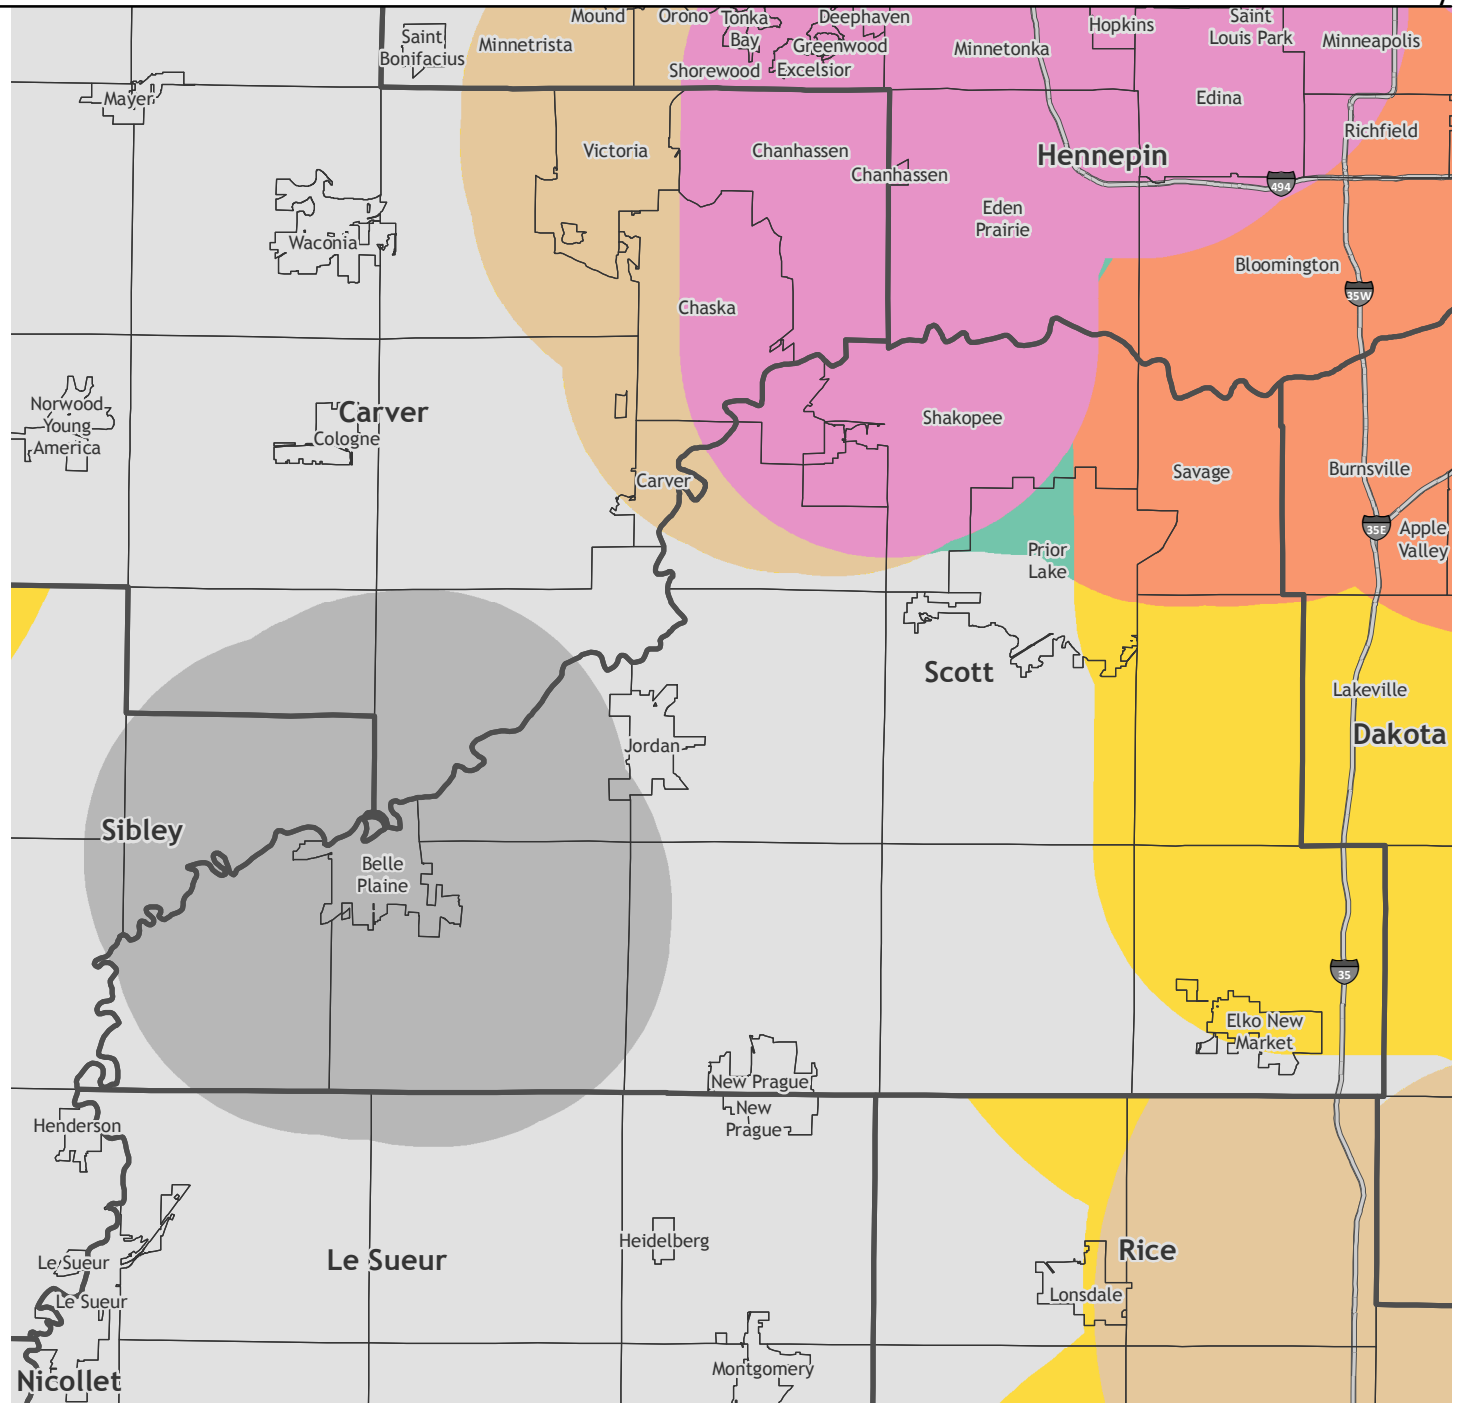 Mound
Orono
Tonka
Bay
Deephaven
Greenwood
Excelsior
Shorewood
Saint
Bonifacius
Minnetrista
Minnetonka
Hopkins
Saint
Louis Park
Minneapolis
Mayer
Edina
Richfield
Victoria
Chanhassen
Chanhassen
Hennepin
494
Eden
Prairie
Waconia
Bloomington
35W
Chaska
Norwood
Young
America
Carver
Cologne
Shakopee
Carver
Savage
Burnsville
35E
Apple
Valley
Prior
Lake
Scott
Lakeville
Dakota
Jordan
Sibley
Belle
Plaine
35
Elko New
Market
New Prague
New
Prague
Henderson
Heidelberg
Le Sueur
Rice
Le Sueur
Le Sueur
Lonsdale
Montgomery
Nicollet